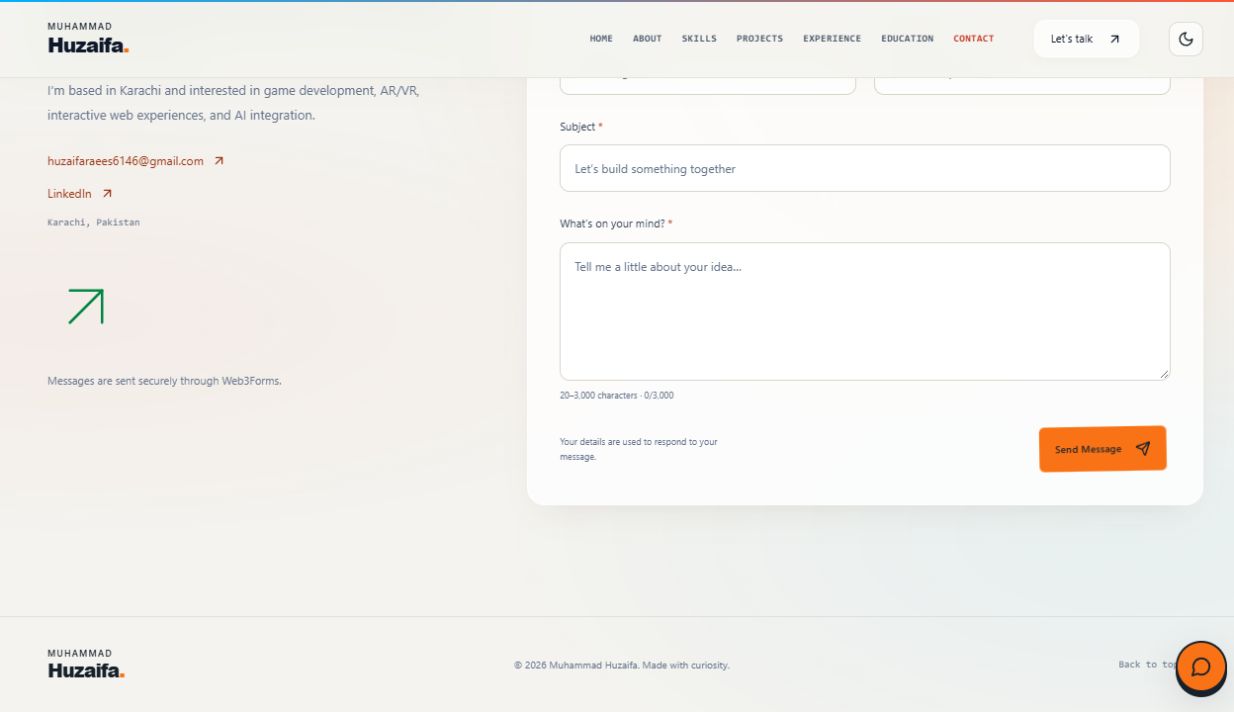 MUHAMMAD
Huzaifa.
HOME
ABOUT
SKILLS
PROJECTS
EXPERIENCE
EDUCATION
CONTACT
Let's talk
I'm based in Karachi and interested in game development, AR/VR,
interactive web experiences, and AI integration.
huzaifaraees6146@gmail.com
LinkedIn
Karachi, Pakistan
Messages are sent securely through Web3Forms.
Subject *
Let's build something together
What's on your mind? *
Tell me a little about your idea...
20–3,000 characters · 0/3,000
Your details are used to respond to your
message.
Send Message
MUHAMMAD
Huzaifa.
© 2026 Muhammad Huzaifa. Made with curiosity.
Back to top